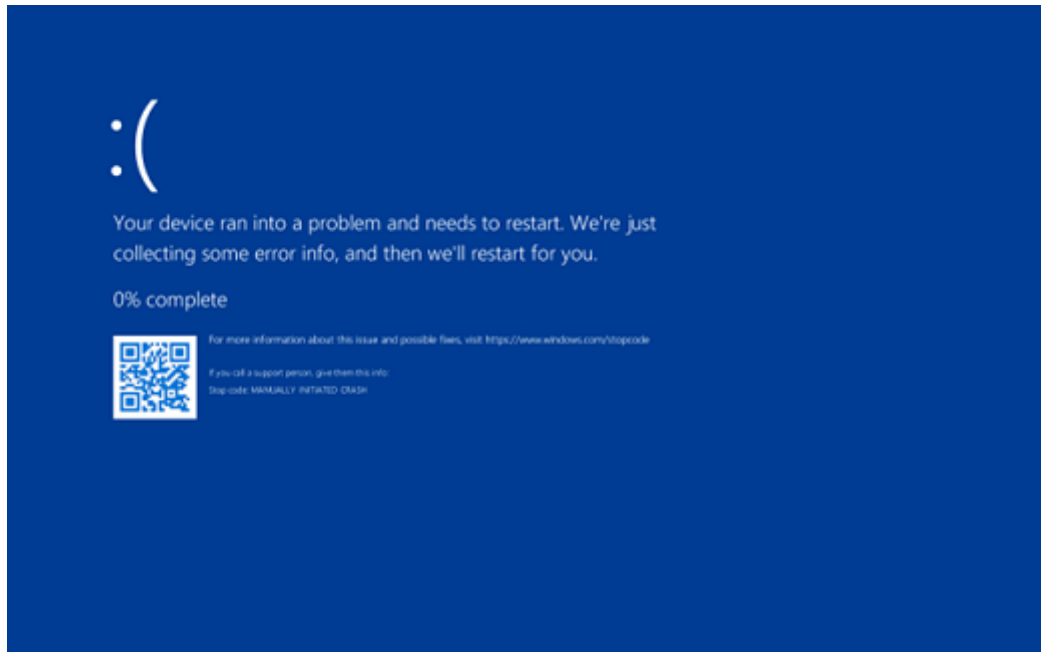 :(
Your device ran into a problem and needs to restart. We're just
collecting some error info, and then we'll restart for you.
0% complete
For more information about this issue and possible fixes, visit https://www.windows.com/stopcode
If you call a support person, give them this info:
Stop code: MANUALLY INITIATED CRASH